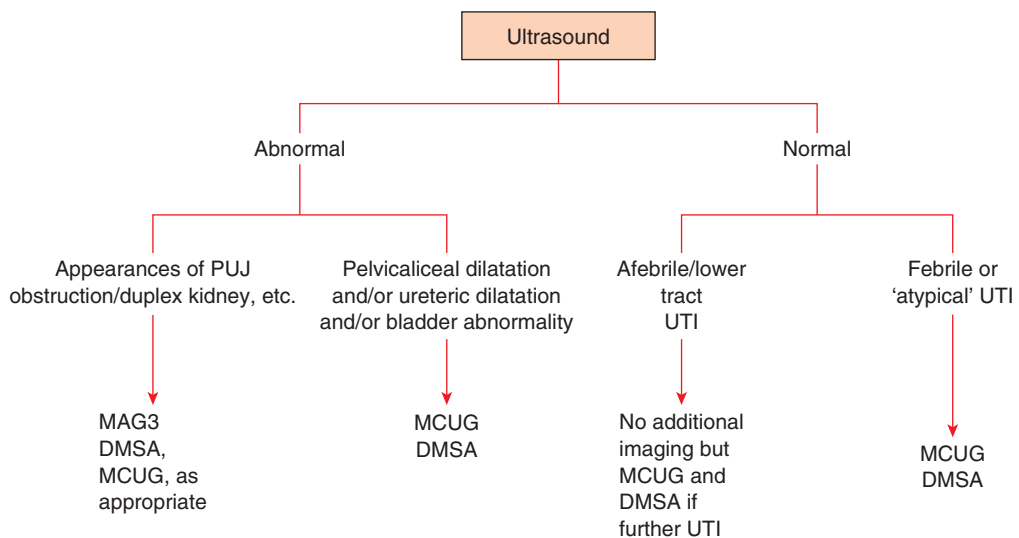 Ultrasound
Abnormal
Normal
Appearances of PUJ
obstruction/duplex kidney, etc.
Pelvicaliceal dilatation
and/or ureteric dilatation
and/or bladder abnormality
Afebrile/lower
tract
UTI
Febrile or
‘atypical’ UTI
MAG3
DMSA,
MCUG, as
appropriate
MCUG
DMSA
No additional
imaging but
MCUG and
DMSA if
further UTI
MCUG
DMSA